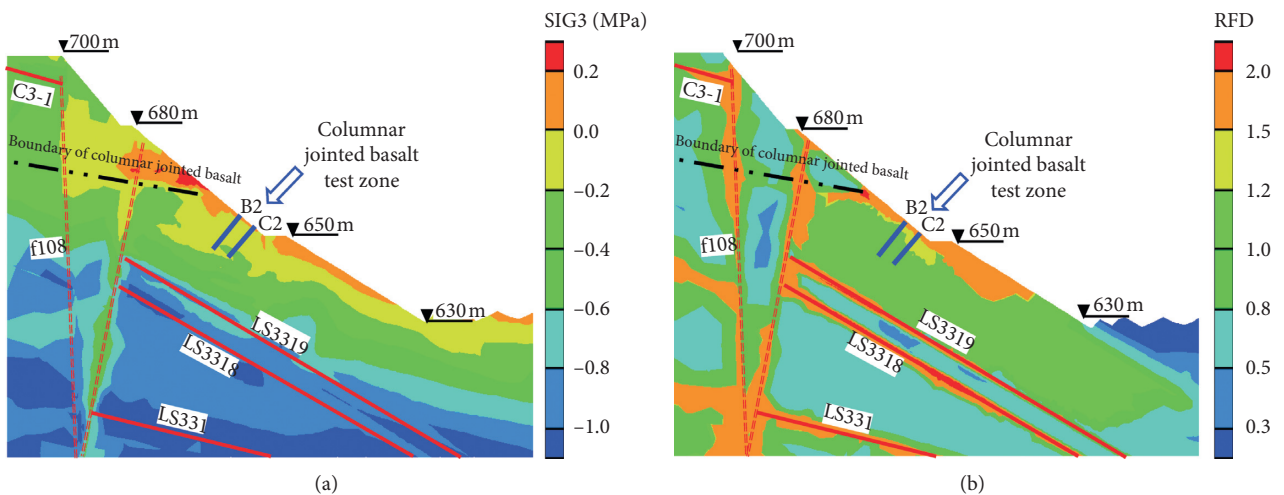 SIG3 (MPa)
700 m
0.2
C3-1
0.0
680 m
Columnar
jointed basalt
test zone
Boundary of columnar jointed basalt
−0.2
B2
C2
650 m
f108
−0.4
630 m
−0.6
LS3319
LS3318
−0.8
LS331
−1.0
(a)
RFD
700 m
2.0
C3-1
1.5
680 m
Columnar
jointed basalt
test zone
Boundary of columnar jointed basalt
1.2
B2
C2
650 m
f108
1.0
630 m
0.8
LS3319
LS3318
0.5
LS331
0.3
(b)